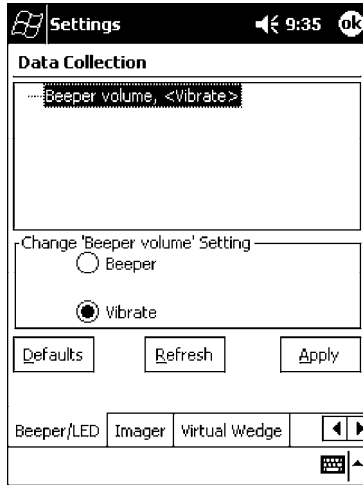 Settings 9:35 ok
Data Collection
Beeper volume, <Vibrate>
Change 'Beeper volume' Setting
Beeper
Vibrate
Defaults Refresh Apply
Beeper/LED Imager Virtual Wedge